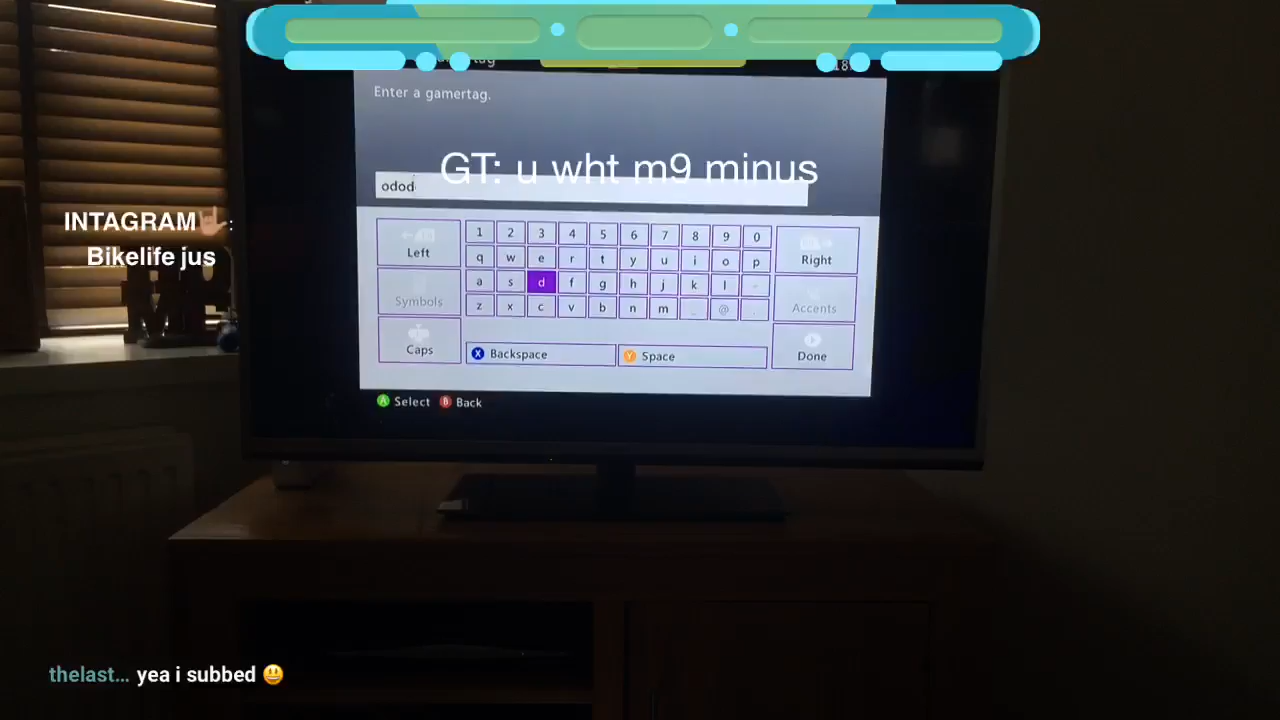 Enter a gamertag.
GT: u wht m9 minus
odod
INTAGRAM🤟🏻:
Bikelife jus
Left
1 2 3 4 5 6 7 8 9 0
Right
q w e r t y u i o p
Symbols
a s d f g h j k l -
Accents
z x c v b n m _ @ .
Caps
X Backspace
Y Space
Done
A Select B Back
thelast... yea i subbed 😃